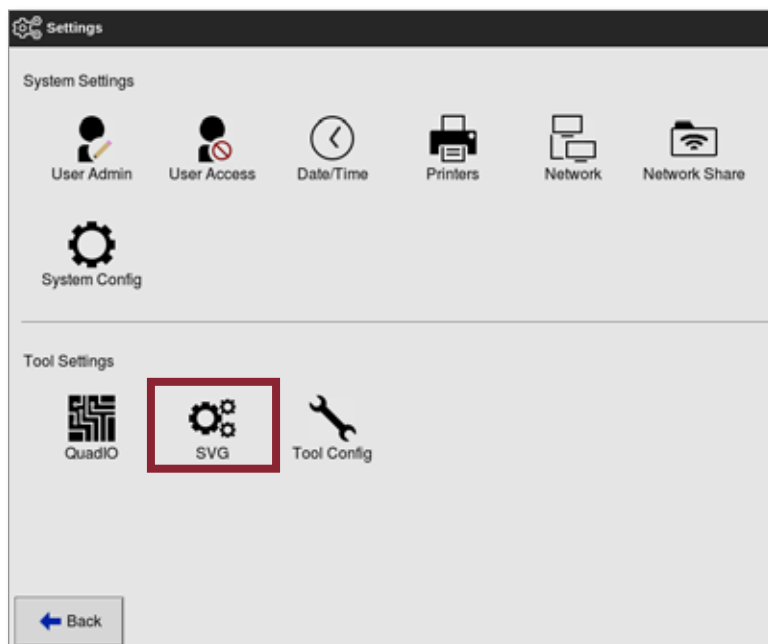 Settings
System Settings
User Admin User Access Date/Time Printers Network Network Share
System Config
Tool Settings
QuadIO SVG Tool Config
Back